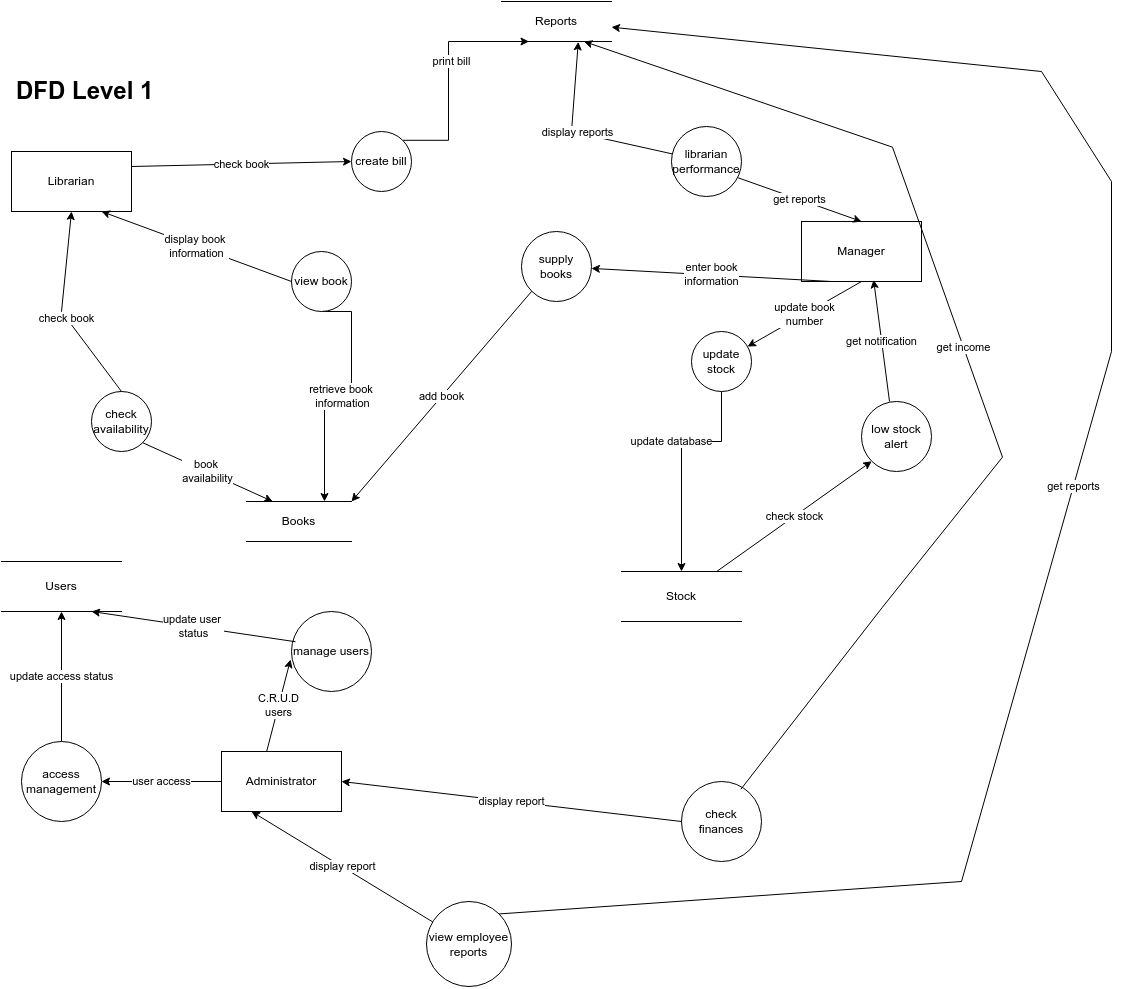 Reports
print bill
DFD Level 1
display reports
check book
create bill
librarian
performance
Librarian
get reports
display book
information
Manager
supply
books
enter book
information
view book
update book
number
check book
get notification
get income
update
stock
retrieve book
information
add book
check
availability
low stock
alert
update database
book
availability
get reports
check stock
Books
Users
Stock
update user
status
manage users
update access status
C.R.U.D
users
access
management
user access
Administrator
display report
check
finances
display report
view employee
reports